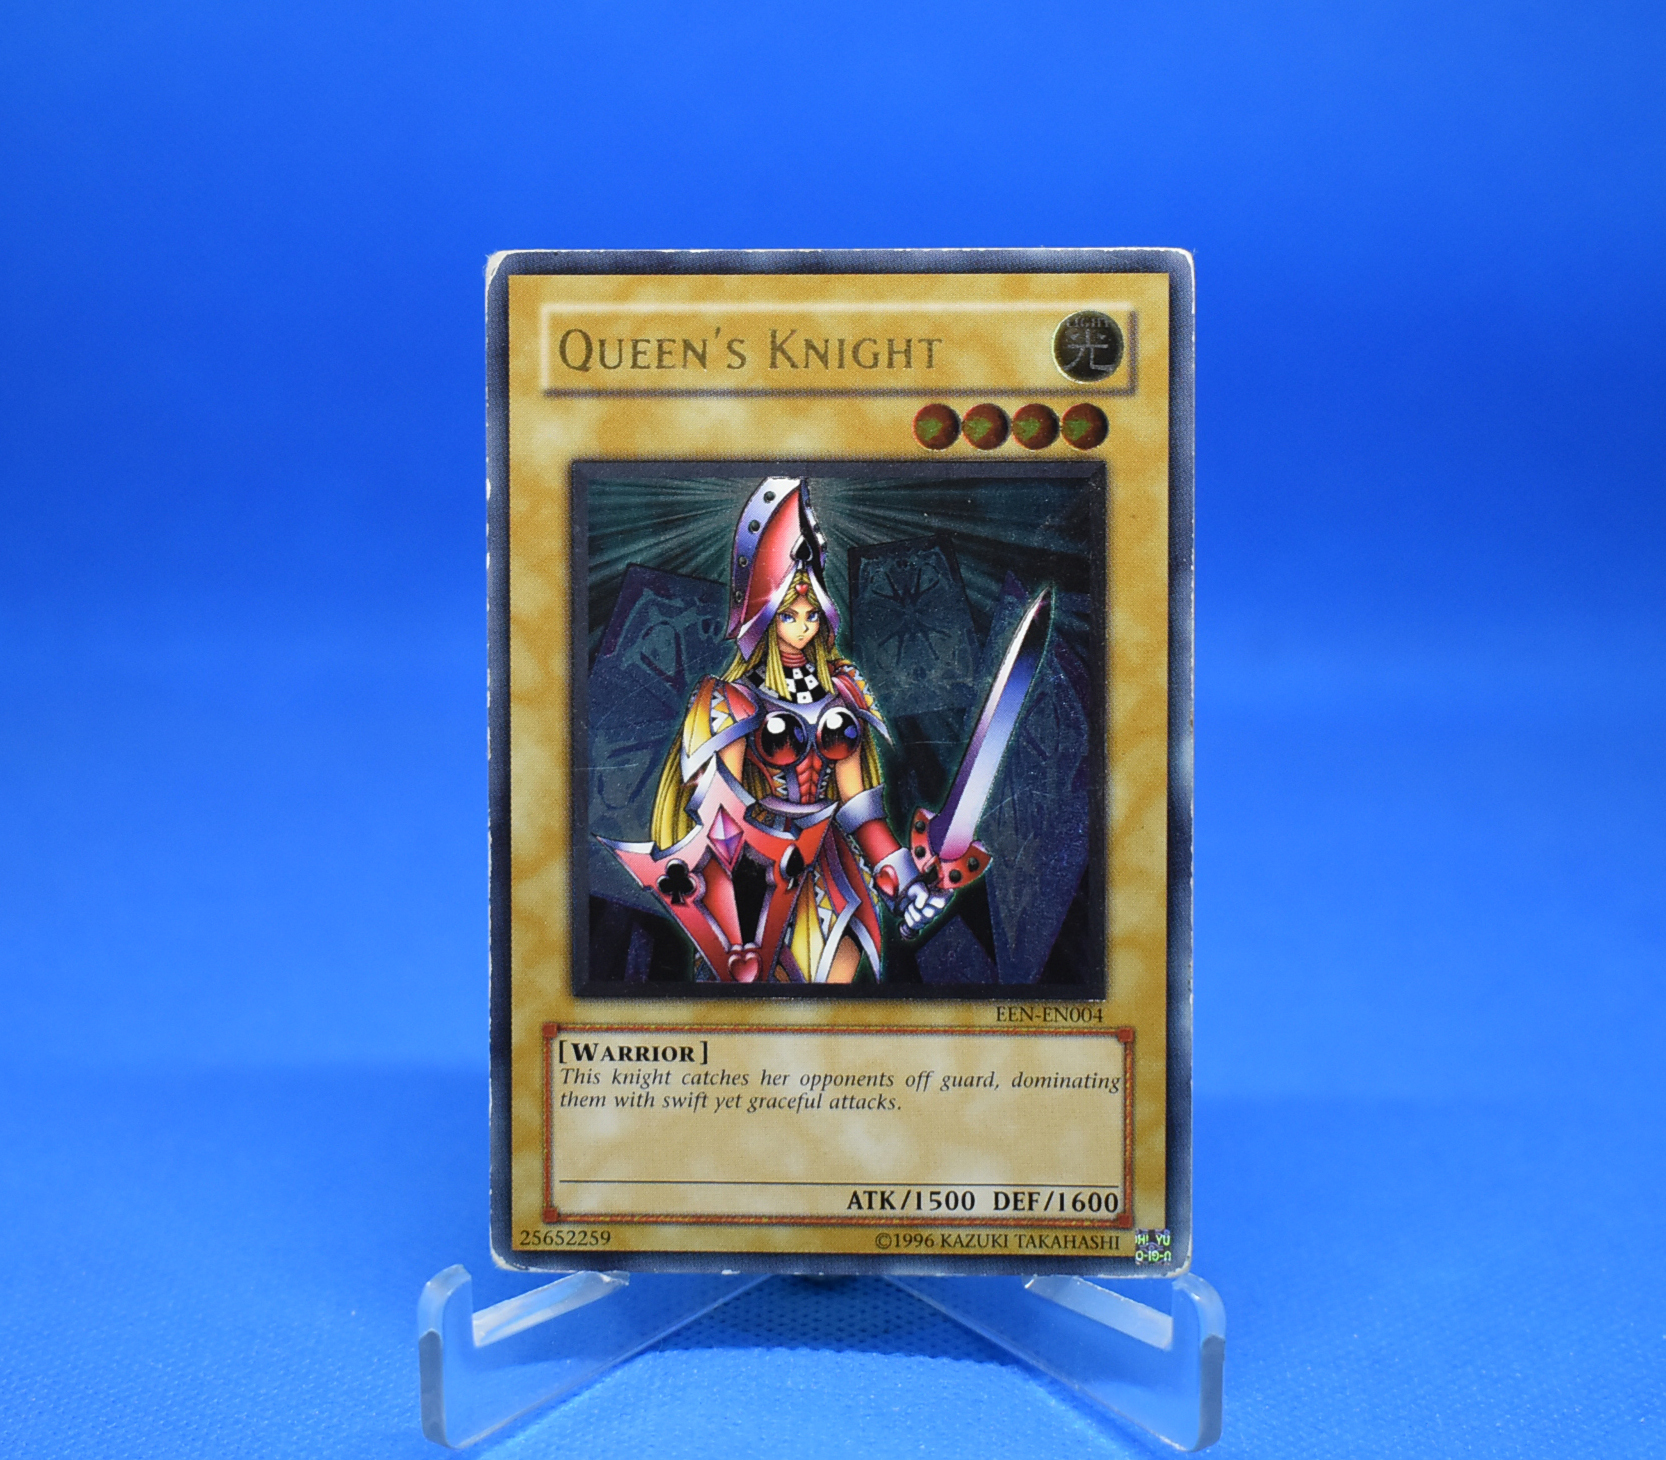 QUEEN'S KNIGHT
LIGHT
光
EEN-EN004
[WARRIOR]
This knight catches her opponents off guard, dominating
them with swift yet graceful attacks.
ATK/1500 DEF/1600
25652259
©1996 KAZUKI TAKAHASHI